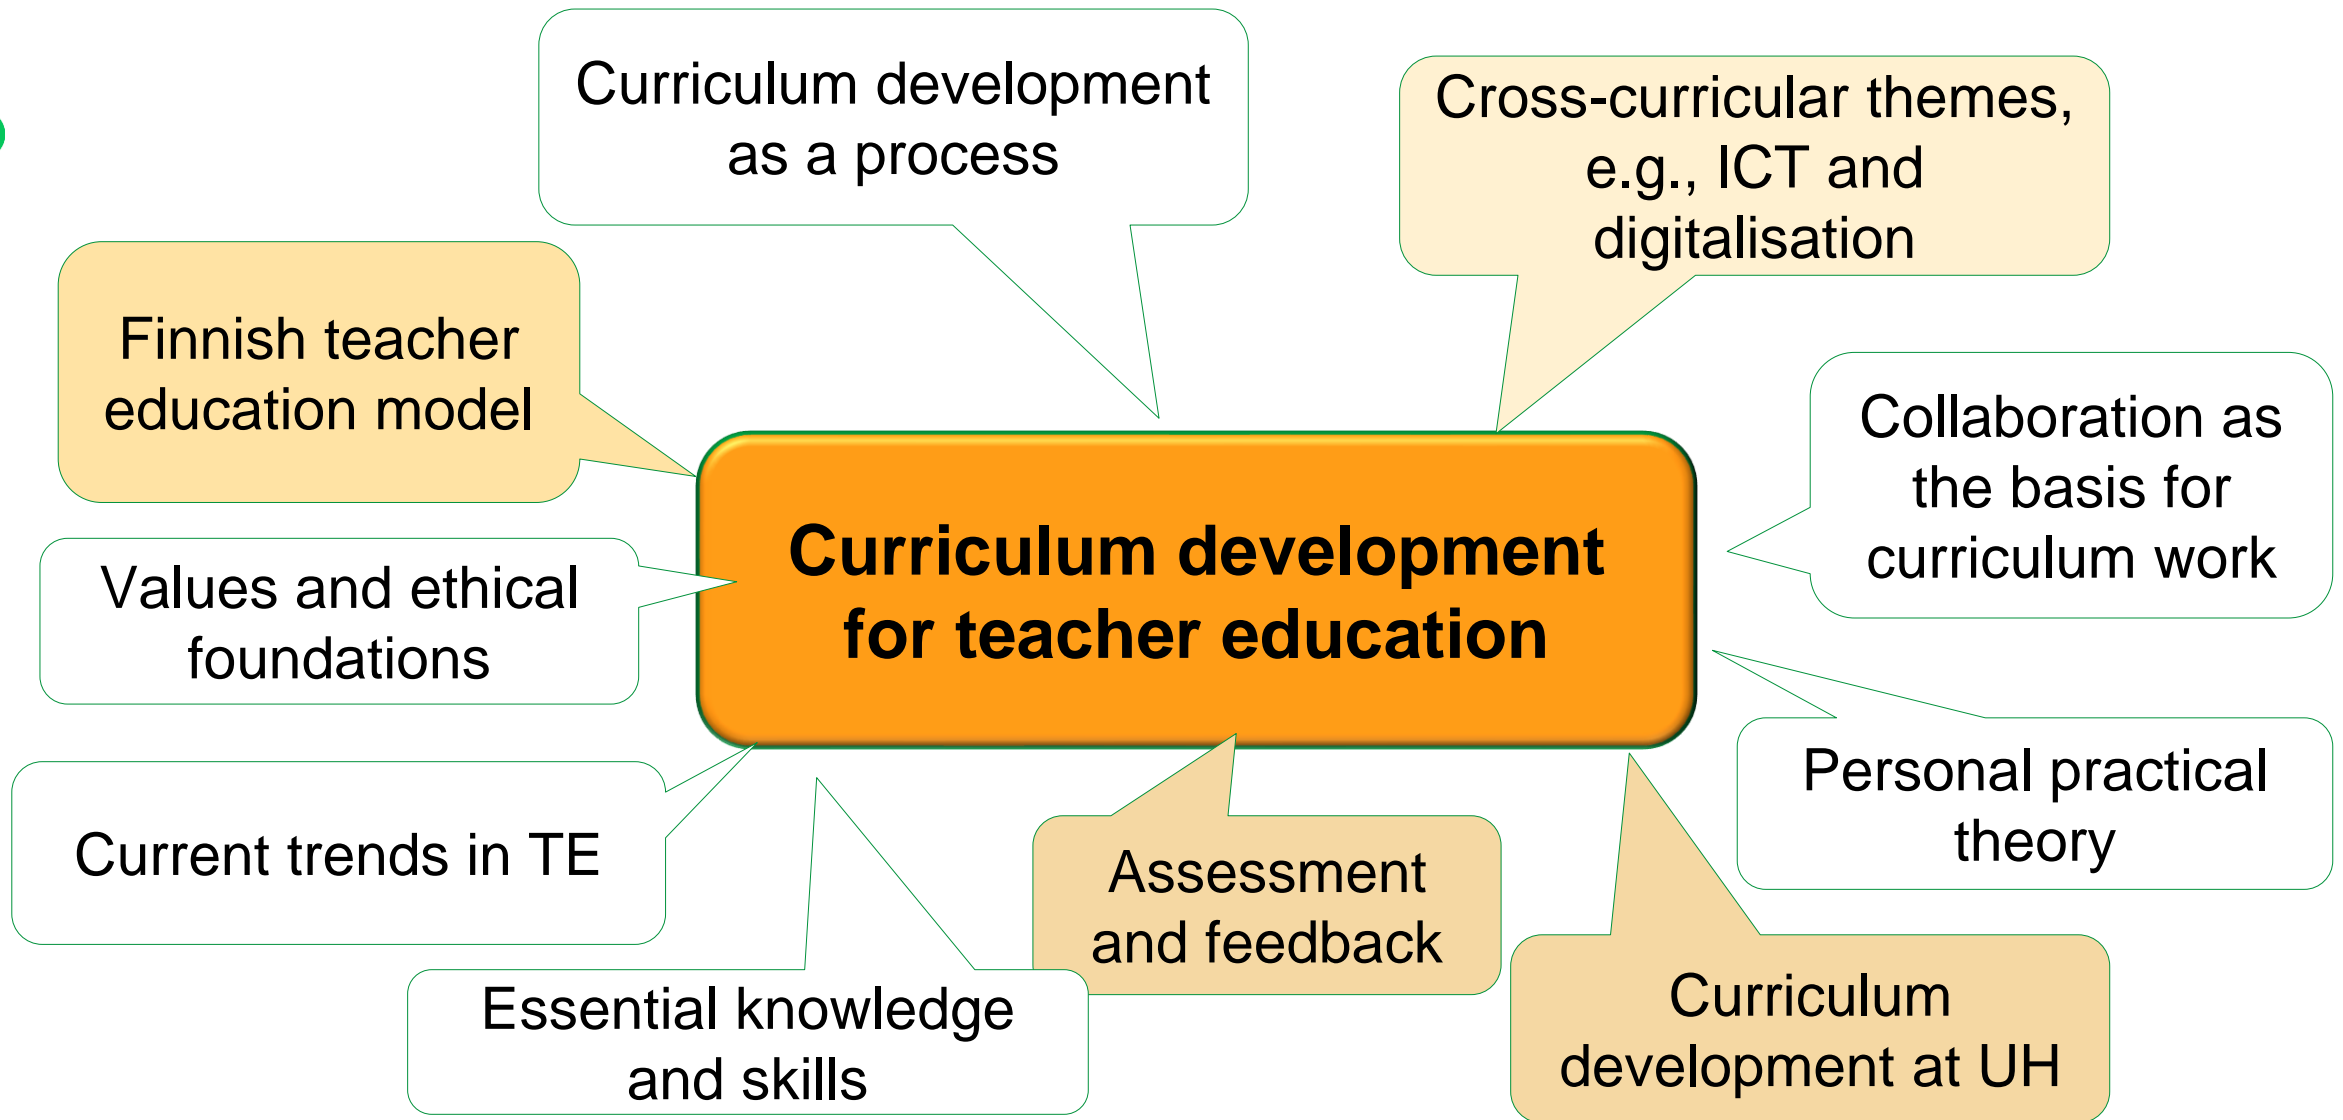 Curriculum development
as a process
Cross-curricular themes,
e.g., ICT and
digitalisation
Finnish teacher
education model
Collaboration as
the basis for
curriculum work
Curriculum development
for teacher education
Values and ethical
foundations
Personal practical
theory
Current trends in TE
Assessment
and feedback
Essential knowledge
and skills
Curriculum
development at UH